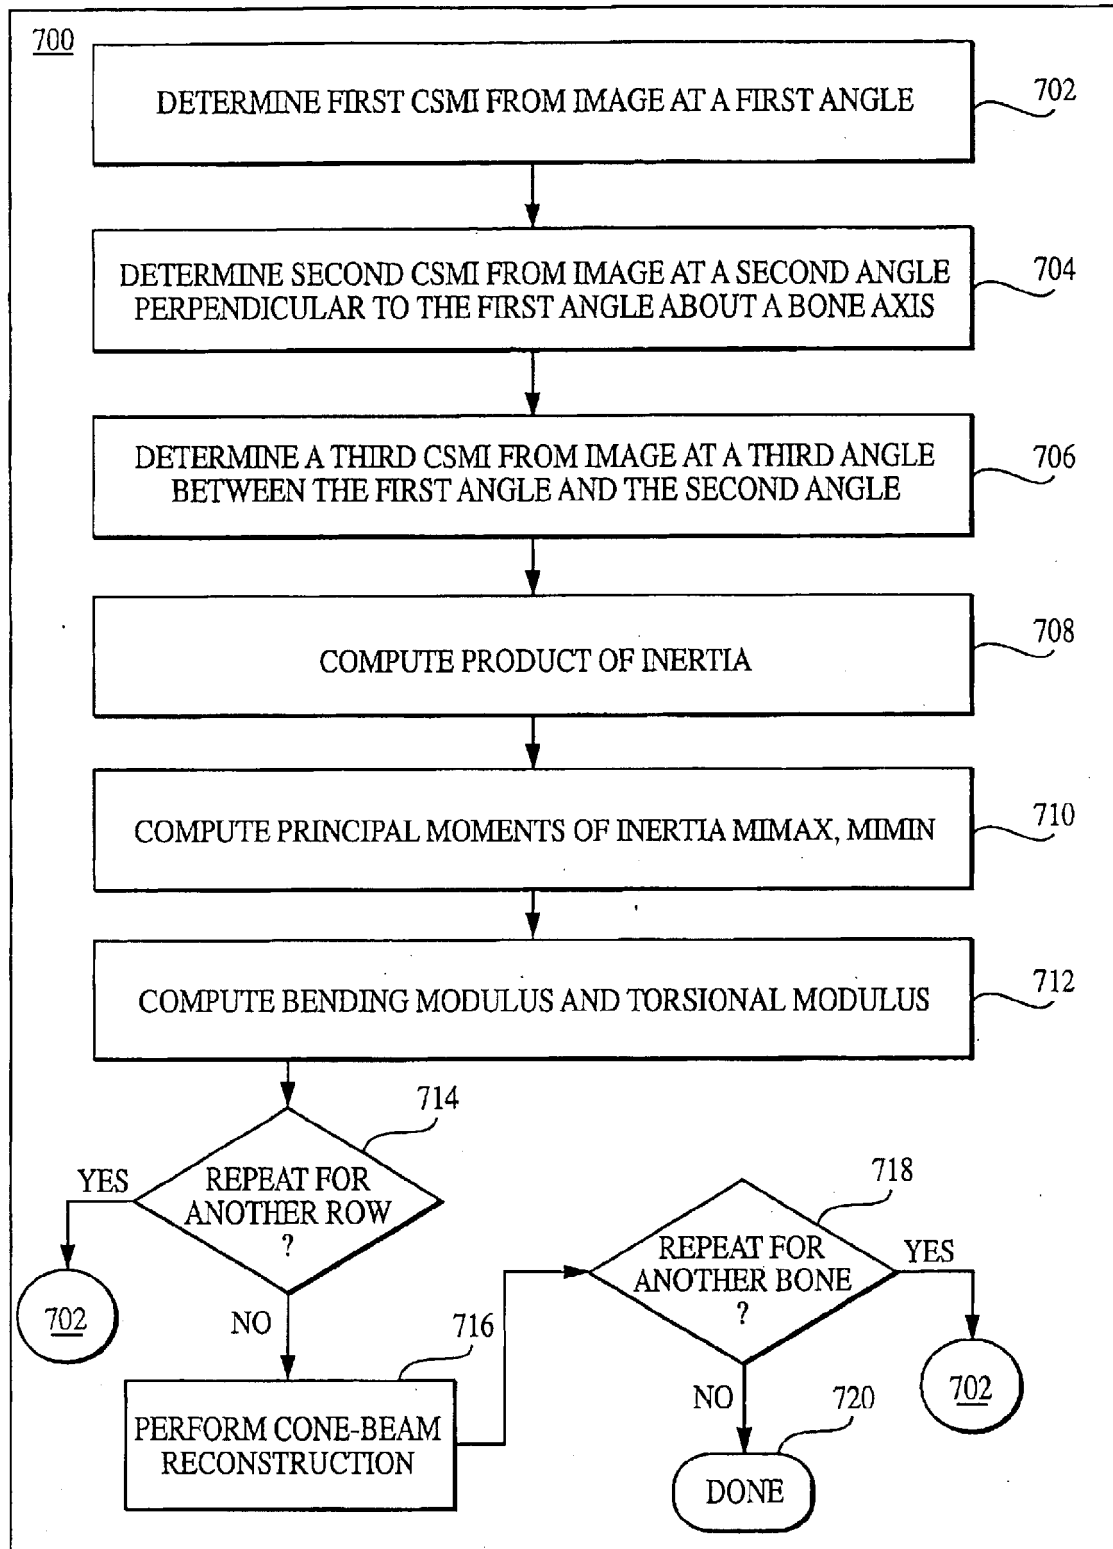 700
DETERMINE FIRST CSMI FROM IMAGE AT A FIRST ANGLE
702
DETERMINE SECOND CSMI FROM IMAGE AT A SECOND ANGLE
PERPENDICULAR TO THE FIRST ANGLE ABOUT A BONE AXIS
704
DETERMINE A THIRD CSMI FROM IMAGE AT A THIRD ANGLE
BETWEEN THE FIRST ANGLE AND THE SECOND ANGLE
706
COMPUTE PRODUCT OF INERTIA
708
COMPUTE PRINCIPAL MOMENTS OF INERTIA MIMAX, MIMIN
710
COMPUTE BENDING MODULUS AND TORSIONAL MODULUS
712
714
YES
REPEAT FOR
ANOTHER ROW
?
702
NO
716
PERFORM CONE-BEAM
RECONSTRUCTION
718
REPEAT FOR
ANOTHER BONE
?
YES
702
NO
720
DONE